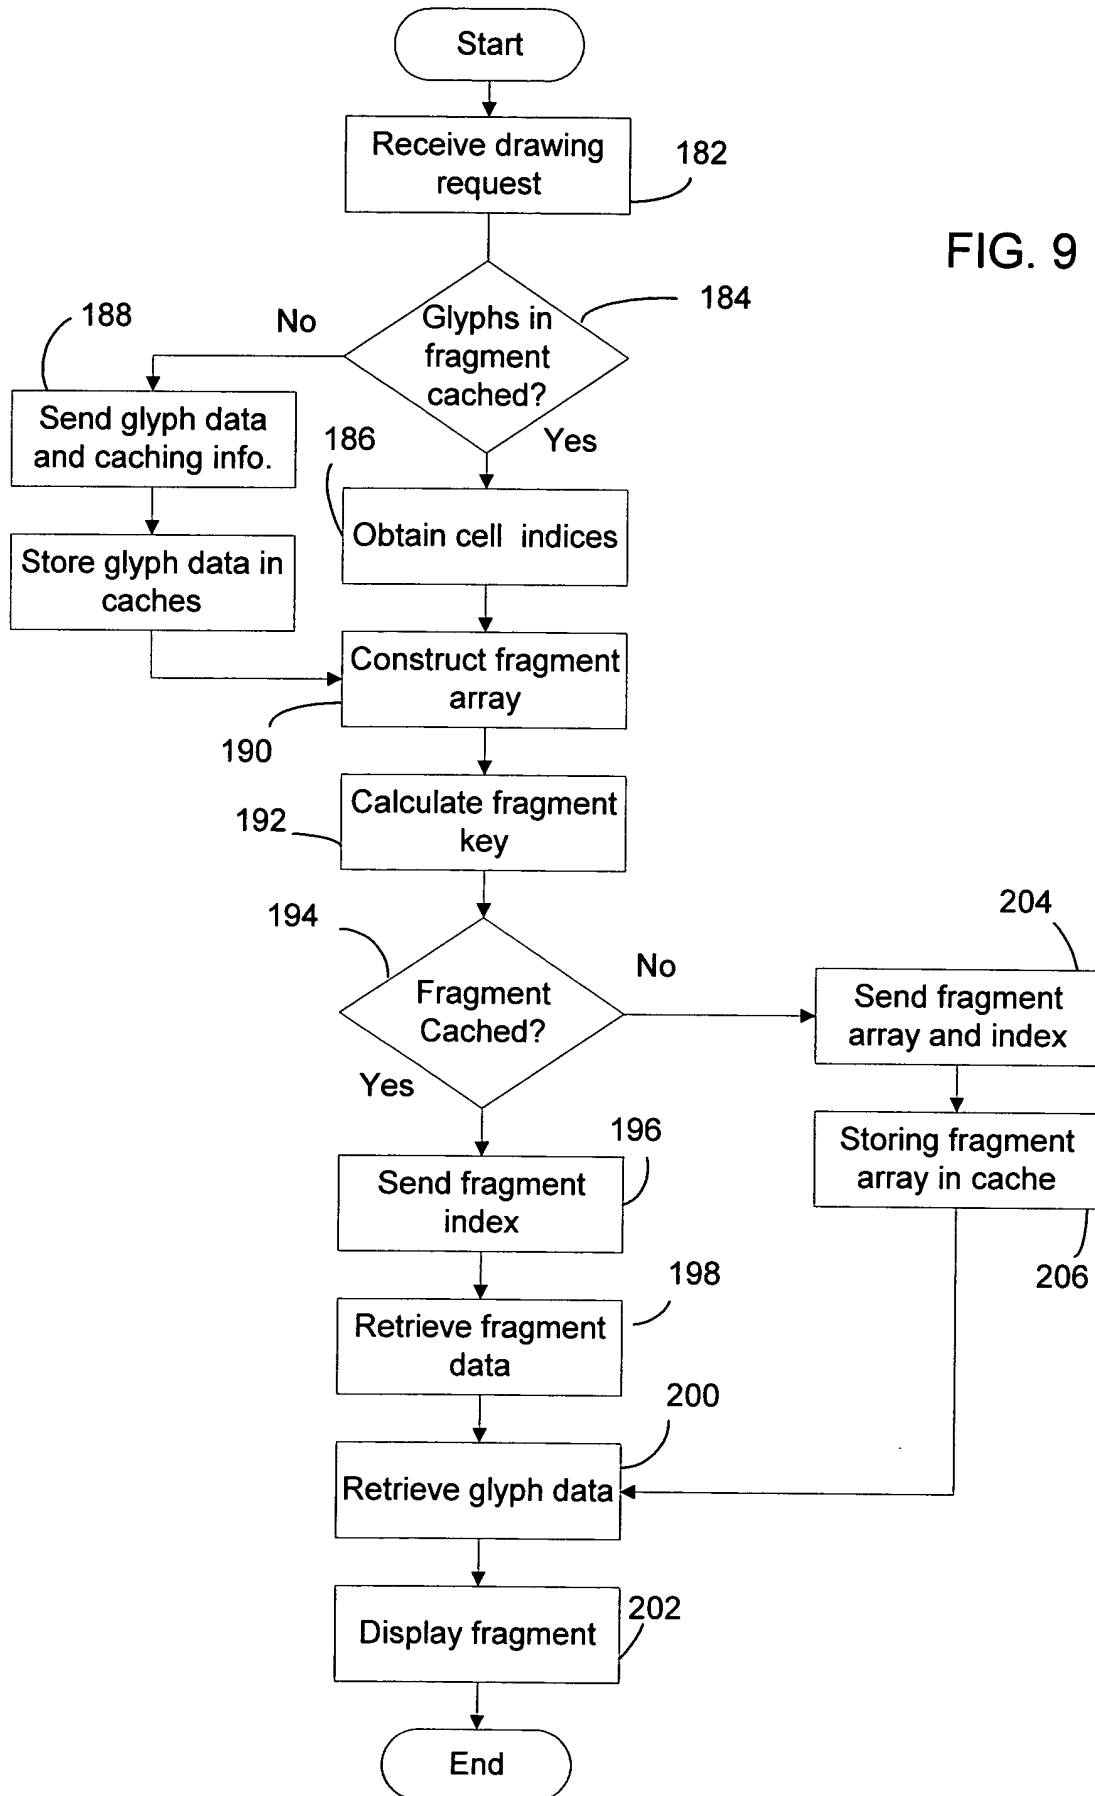 Start
Receive drawing
request
182
FIG. 9
Glyphs in
fragment
cached?
184
No
188
Send glyph data
and caching info.
Yes
186
Obtain cell indices
Store glyph data in
caches
Construct fragment
array
190
Calculate fragment
key
192
194
Fragment
Cached?
No
204
Send fragment
array and index
Yes
196
Send fragment
index
Storing fragment
array in cache
206
198
Retrieve fragment
data
200
Retrieve glyph data
202
Display fragment
End